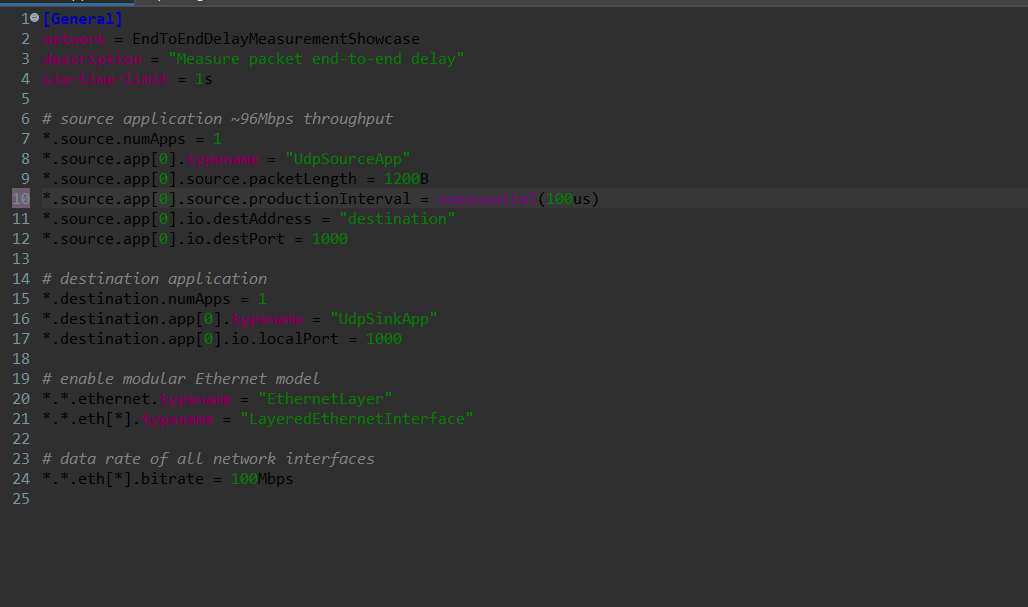 1 [General]
2 network = EndToEndDelayMeasurementShowcase
3 description = "Measure packet end-to-end delay"
4 sim-time-limit = 1s
5
6 # source application ~96Mbps throughput
7 *.source.numApps = 1
8 *.source.app[0].typename = "UdpSourceApp"
9 *.source.app[0].source.packetLength = 1200B
10 *.source.app[0].source.productionInterval = exponential(100us)
11 *.source.app[0].io.destAddress = "destination"
12 *.source.app[0].io.destPort = 1000
13
14 # destination application
15 *.destination.numApps = 1
16 *.destination.app[0].typename = "UdpSinkApp"
17 *.destination.app[0].io.localPort = 1000
18
19 # enable modular Ethernet model
20 *.*.ethernet.typename = "EthernetLayer"
21 *.*.eth[*].typename = "LayeredEthernetInterface"
22
23 # data rate of all network interfaces
24 *.*.eth[*].bitrate = 100Mbps
25